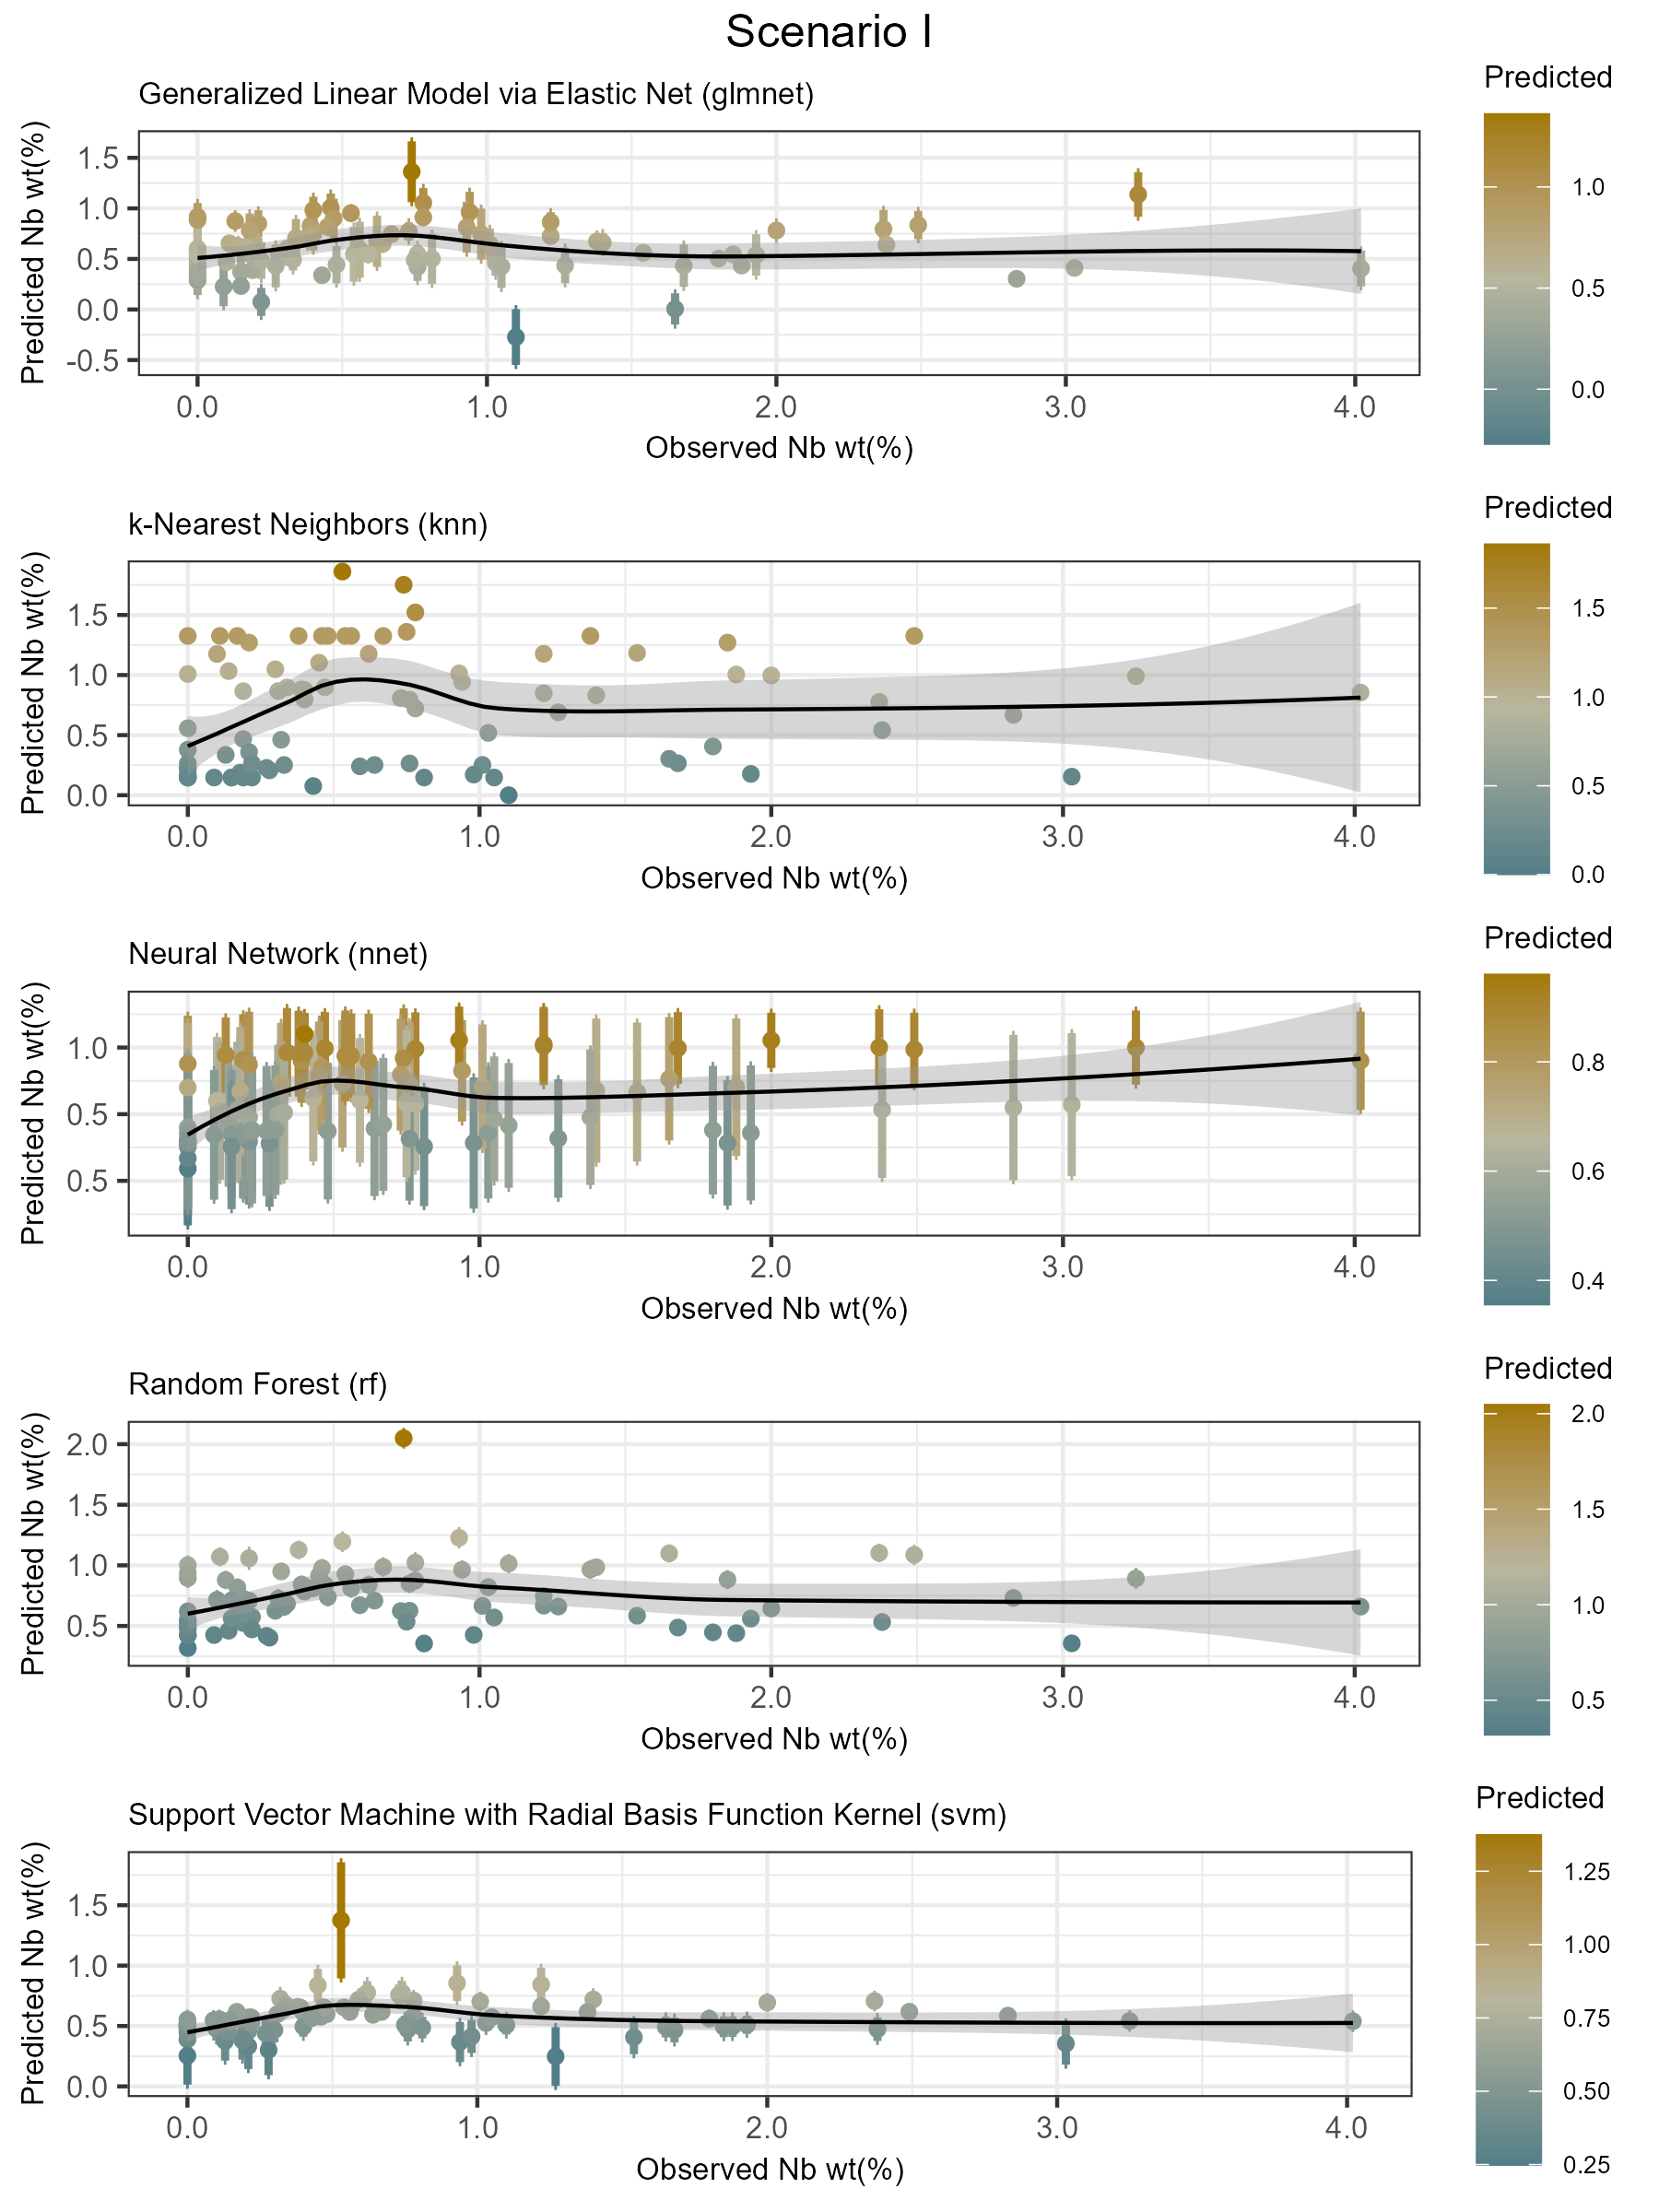 Scenario I
Generalized Linear Model via Elastic Net (glmnet)
Predicted Nb wt(%)
1.5
1.0
0.5
0.0
-0.5
0.0 1.0 2.0 3.0 4.0
Observed Nb wt(%)
Predicted
1.0
0.5
0.0
k-Nearest Neighbors (knn)
Predicted Nb wt(%)
1.5
1.0
0.5
0.0
0.0 1.0 2.0 3.0 4.0
Observed Nb wt(%)
Predicted
1.5
1.0
0.5
0.0
Neural Network (nnet)
Predicted Nb wt(%)
1.0
0.5
0.5
0.0 1.0 2.0 3.0 4.0
Observed Nb wt(%)
Predicted
0.8
0.6
0.4
Random Forest (rf)
Predicted Nb wt(%)
2.0
1.5
1.0
0.5
0.0 1.0 2.0 3.0 4.0
Observed Nb wt(%)
Predicted
2.0
1.5
1.0
0.5
Support Vector Machine with Radial Basis Function Kernel (svm)
Predicted Nb wt(%)
1.5
1.0
0.5
0.0
0.0 1.0 2.0 3.0 4.0
Observed Nb wt(%)
Predicted
1.25
1.00
0.75
0.50
0.25